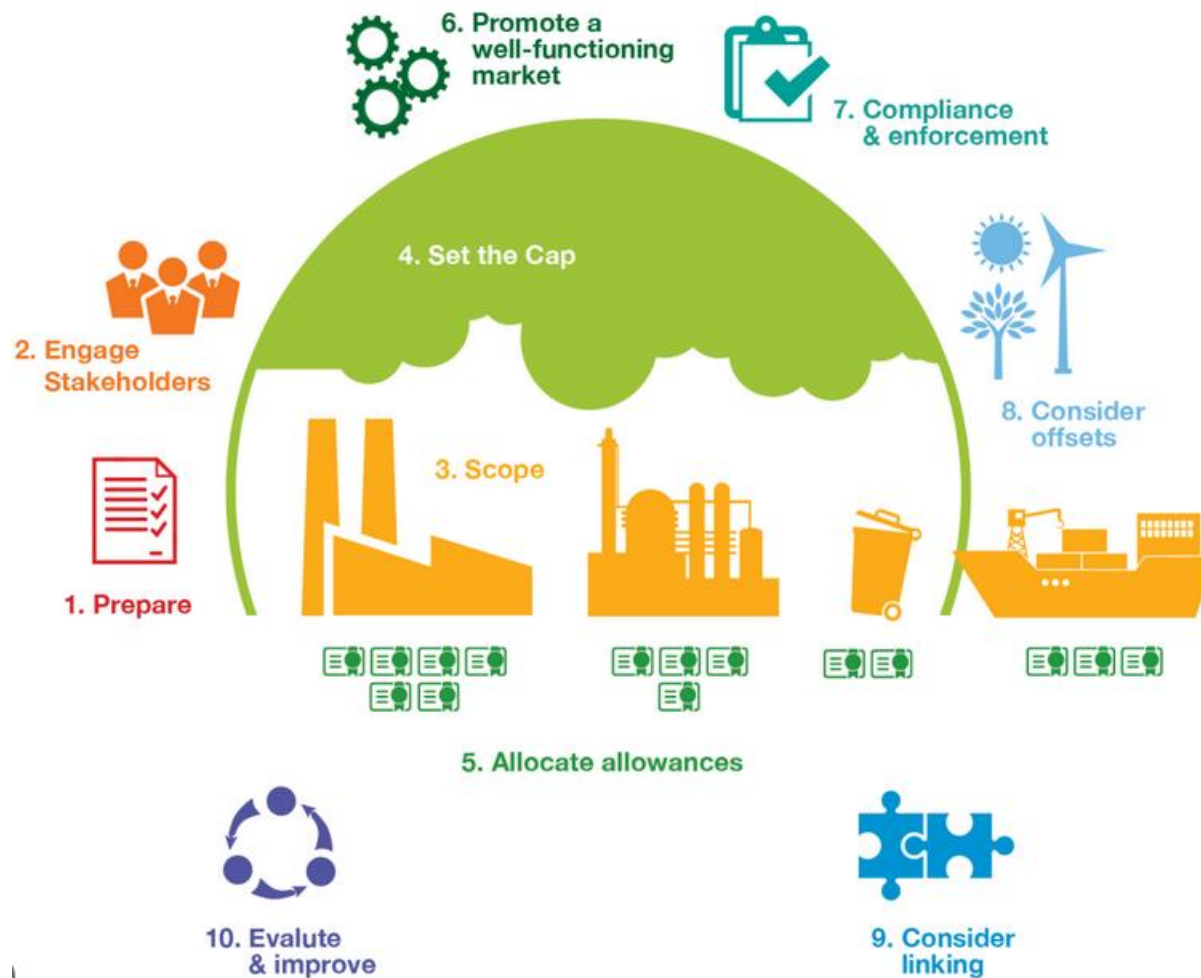 6. Promote a
well-functioning
market
7. Compliance
& enforcement
4. Set the Cap
2. Engage
Stakeholders
8. Consider
offsets
3. Scope
1. Prepare
5. Allocate allowances
10. Evalute
& improve
9. Consider
linking